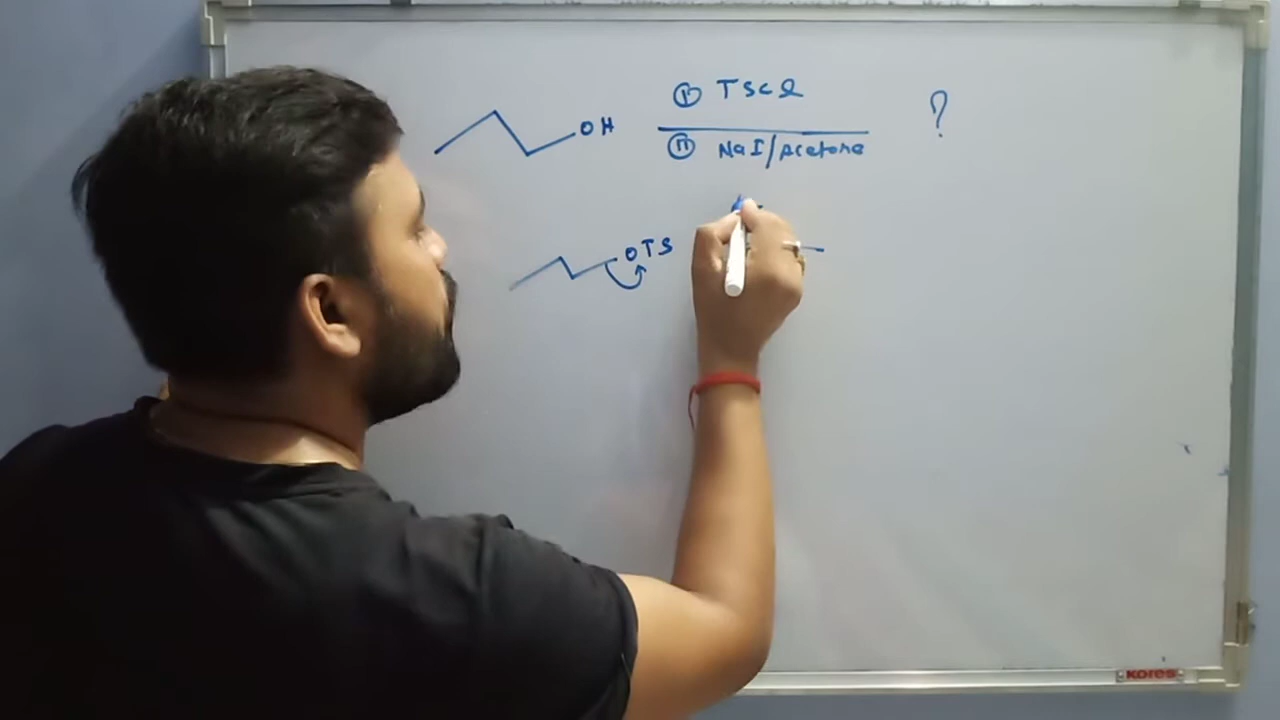 OH
① TSCl
② NaI/Acetone
?
OTS
KORES